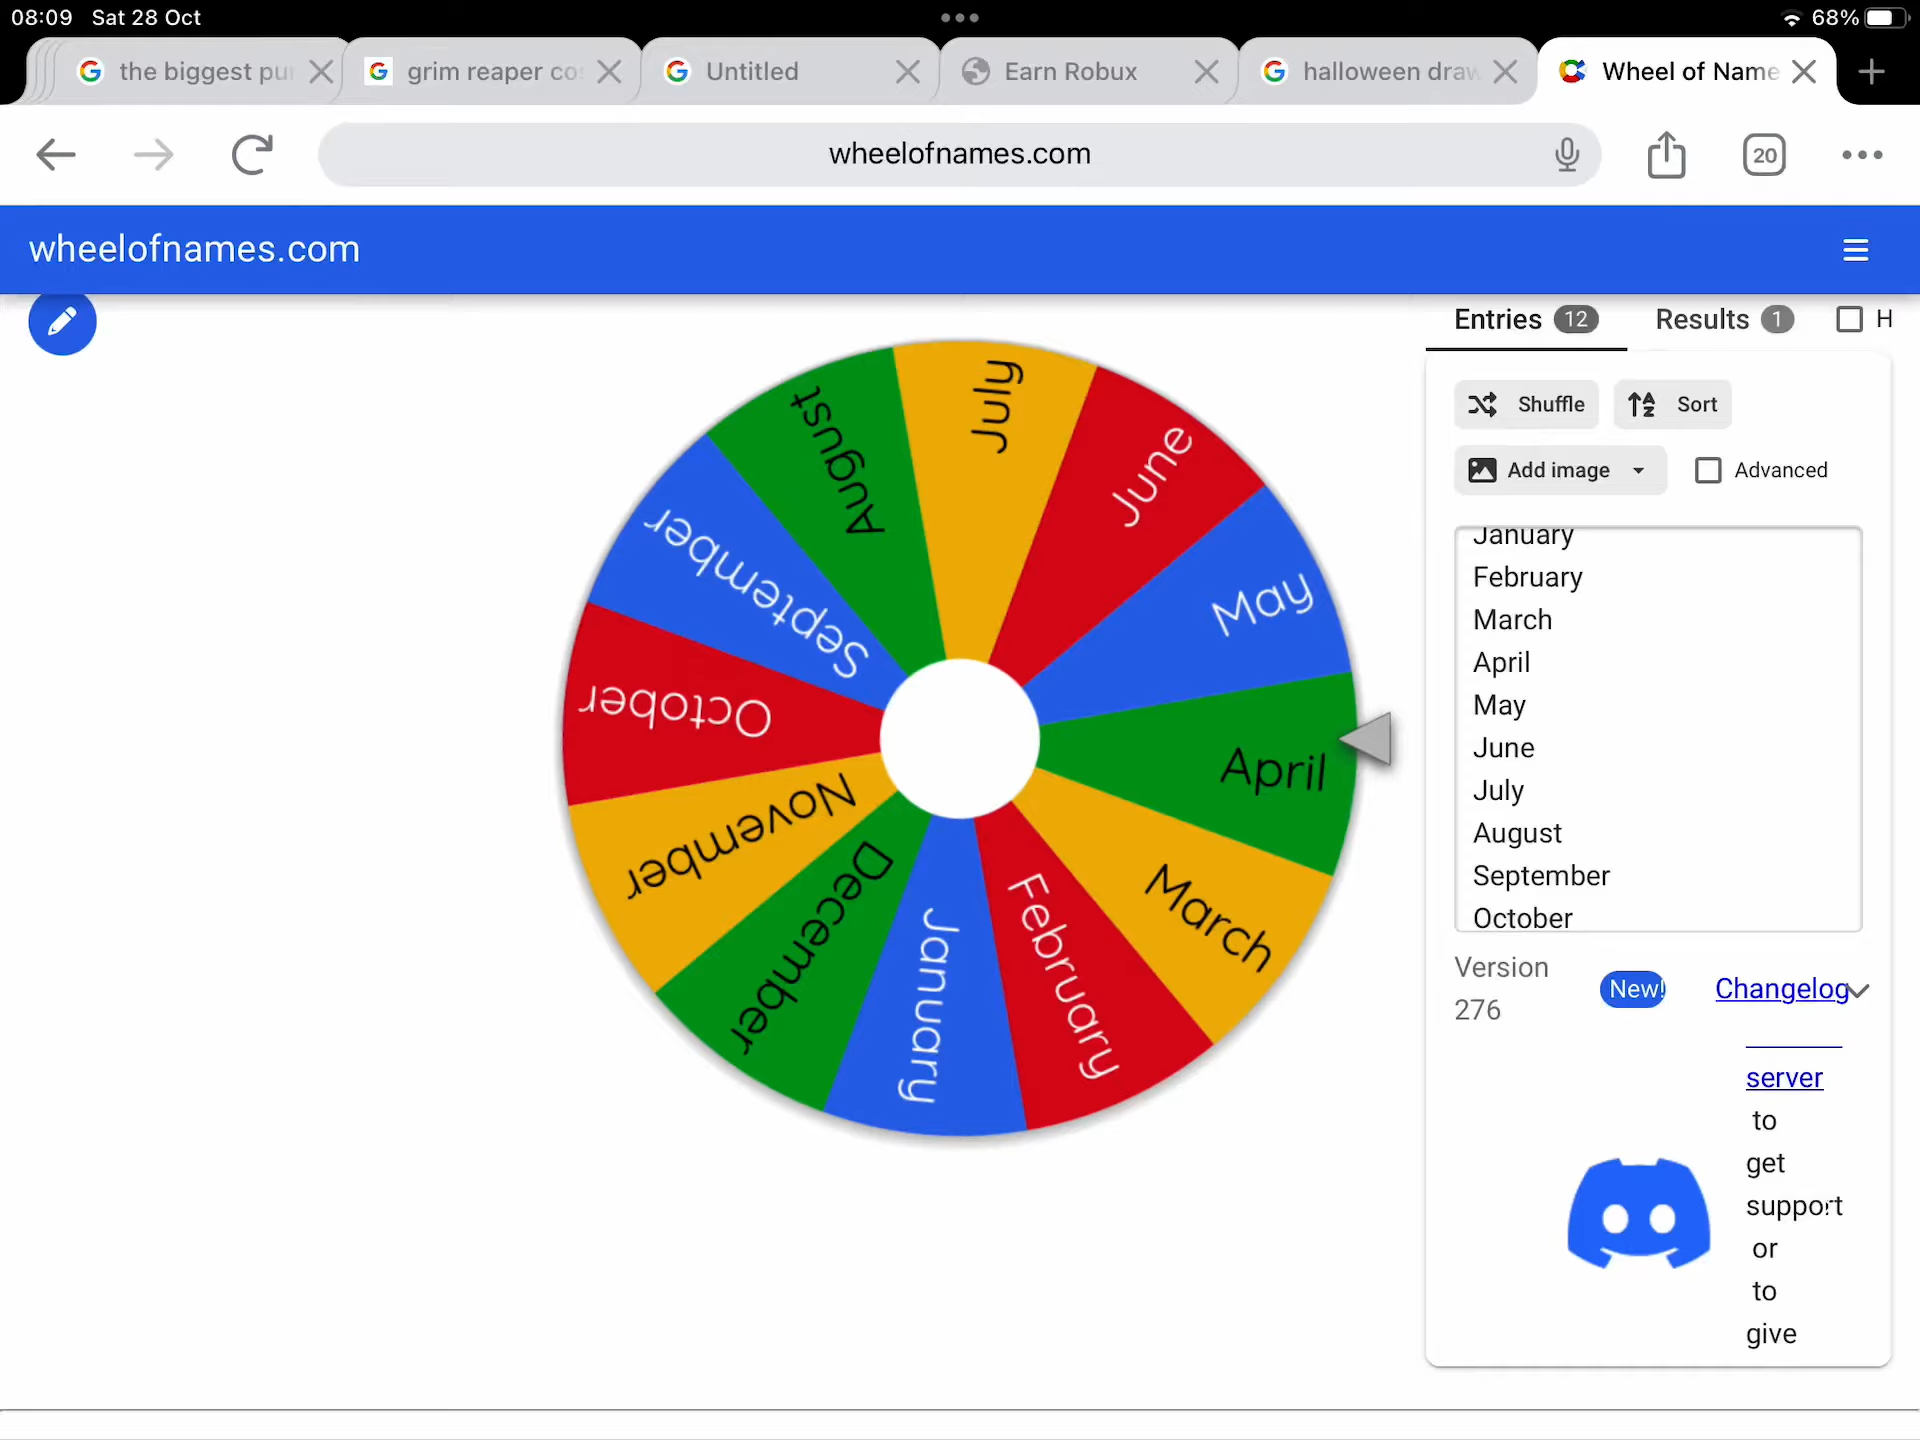 08:09 Sat 28 Oct
68%
the biggest pu
grim reaper co
Untitled
Earn Robux
halloween draw
Wheel of Name
wheelofnames.com
20
wheelofnames.com
Entries 12
Results 1
H
Shuffle
Sort
Add image
Advanced
January
February
March
April
May
June
July
August
September
October
July
June
May
April
March
February
January
December
November
October
September
August
Version
276
New!
Changelog
server
to
get
support
or
to
give